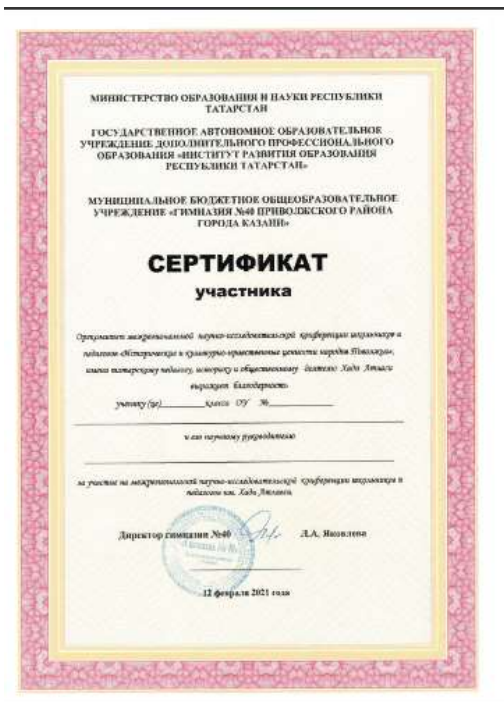 МИНИСТЕРСТВО ОБРАЗОВАНИЯ И НАУКИ РЕСПУБЛИКИ
ТАТАРСТАН
ГОСУДАРСТВЕННОЕ АВТОНОМНОЕ ОБРАЗОВАТЕЛЬНОЕ
УЧРЕЖДЕНИЕ ДОПОЛНИТЕЛЬНОГО ПРОФЕССИОНАЛЬНОГО
ОБРАЗОВАНИЯ «ИНСТИТУТ РАЗВИТИЯ ОБРАЗОВАНИЯ
РЕСПУБЛИКИ ТАТАРСТАН»
МУНИЦИПАЛЬНОЕ БЮДЖЕТНОЕ ОБЩЕОБРАЗОВАТЕЛЬНОЕ
УЧРЕЖДЕНИЕ «ГИМНАЗИЯ №40 ПРИВОЛЖСКОГО РАЙОНА
ГОРОДА КАЗАНИ»
СЕРТИФИКАТ
участника
Оргкомитет межрегиональной научно-исследовательской конференции школьников и
педагогов «Исторические и культурно-нравственные ценности народов Поволжья»,
имени татарскому педагогу, историку и общественному деятелю Хади Атласи
выражает благодарность
ученику (це)________класса ОУ №____________
и его научному руководителю
за участие на межрегиональной научно-исследовательской конференции школьников и
педагогов им. Хади Атласи.
Директор гимназии №40 Л.А. Яковлева
12 февраля 2021 года